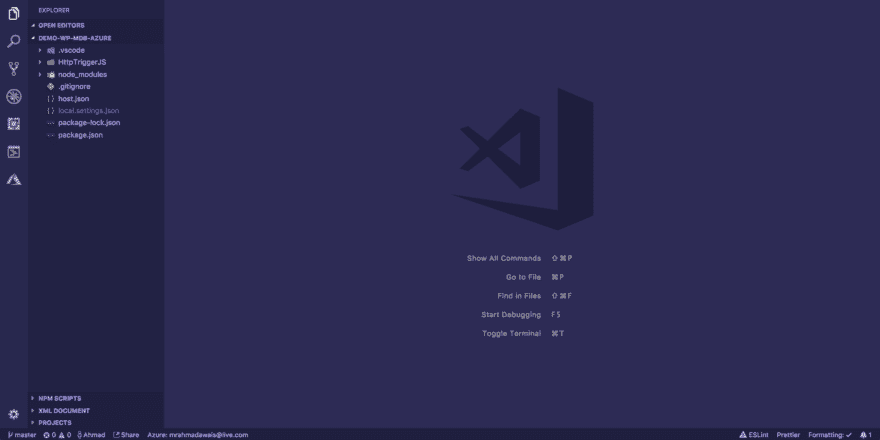 EXPLORER
OPEN EDITORS
DEMO-WP-MDB-AZURE
.vscode
HttpTriggerJS
node_modules
.gitignore
host.json
local.settings.json
package-lock.json
package.json
Show All Commands ⇧⌘P
Go to File ⌘P
Find in Files ⇧⌘F
Start Debugging F5
Toggle Terminal ⌘T
NPM SCRIPTS
XML DOCUMENT
PROJECTS
master 0 0 Ahmad Share Azure: mrahmadawais@live.com ESLint Prettier Formatting: ✓ 1